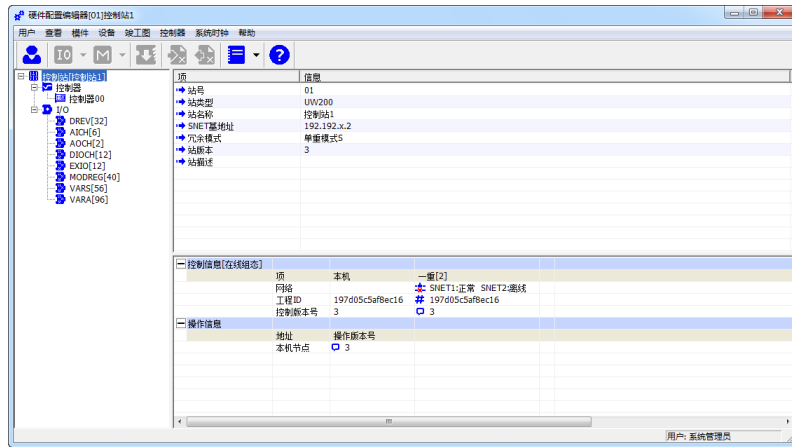 硬件配置编辑器[01]控制站1
用户 查看 模件 设备 竣工图 控制器 系统时钟 帮助
IO M
控制站[控制站1]
控制器
控制器00
I/O
DREV[32]
AICH[6]
AOCH[2]
DIOCH[12]
EXIO[12]
MODREG[40]
VARS[56]
VARA[96]
项 信息
站号 01
站类型 UW200
站名称 控制站1
SNET基地址 192.192.x.2
冗余模式 单重模式S
站版本 3
站描述
控制信息[在线组态]
项 本机 一重[2]
网络 SNET1:正常 SNET2:离线
工程ID 197d05c5af8ec16 197d05c5af8ec16
控制版本号 3 3
操作信息
地址 操作版本号
本机节点 3
用户: 系统管理员